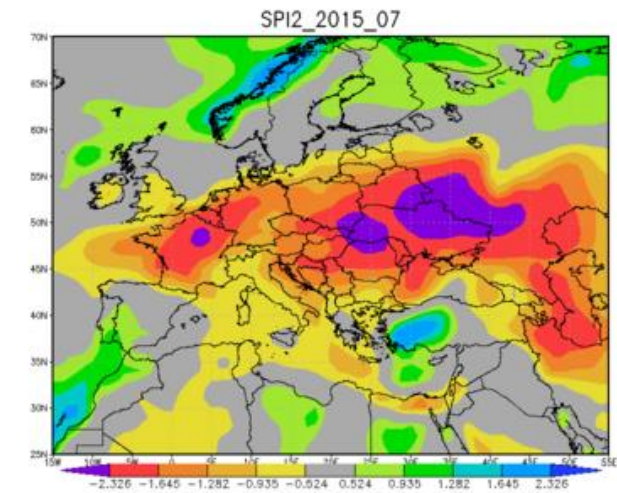 SPI2_2015_07
70N
65N
60N
55N
50N
45N
40N
35N
30N
25N
15W 10W 5W 0 5E 10E 15E 20E 25E 30E 35E 40E 45E 50E 55E
-2.326 -1.645 -1.282 -0.935 -0.524 0.524 0.935 1.282 1.645 2.326